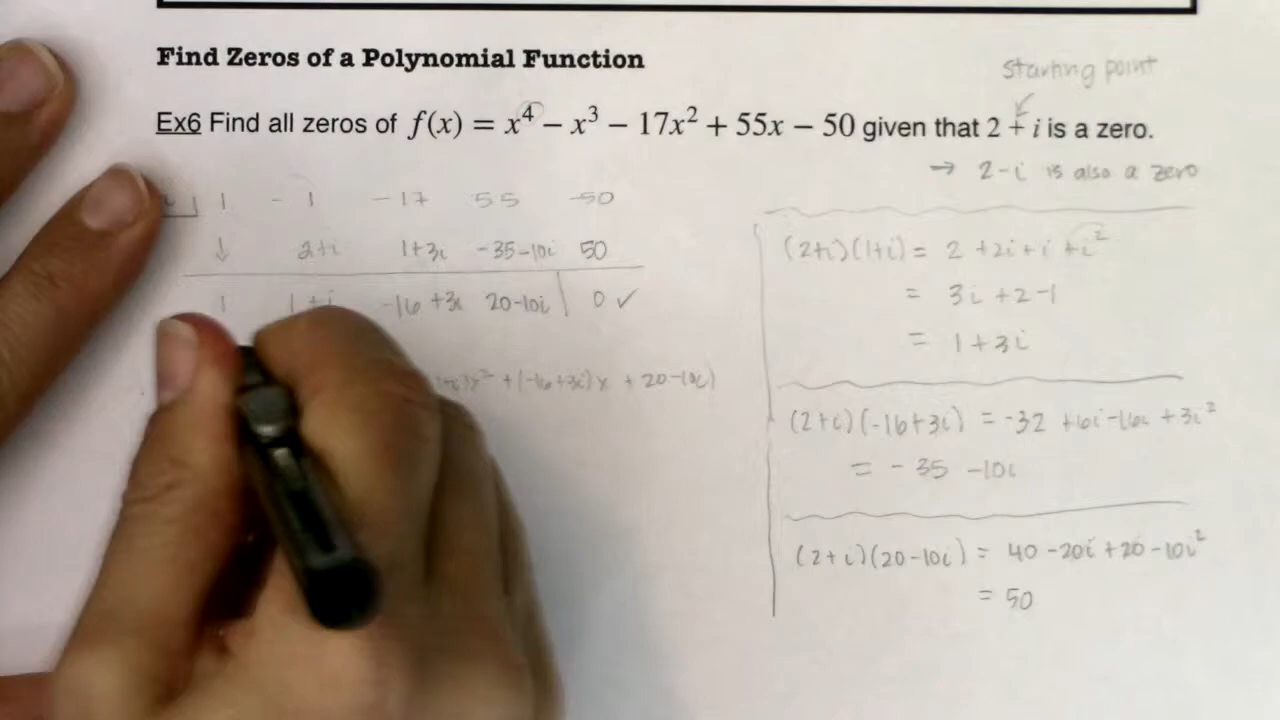 Find Zeros of a Polynomial Function
starting point
Ex6 Find all zeros of f(x) = x⁴ − x³ − 17x² + 55x − 50 given that 2 + i is a zero.
→ 2-i is also a zero
1 -1 -17 55 -50
↓ 2+i 1+3i -35-10i 50
1 1+i -16+3i 20-10i 0 ✓
x² + (-16+3i)x + 20-10i)
(2+i)(1+i) = 2 + 2i + i + i²
= 3i + 2 - 1
= 1 + 3i
(2+i)(-16+3i) = -32 + 6i - 16i + 3i²
= -35 - 10i
(2+i)(20-10i) = 40 - 20i + 20 - 10i²
= 50